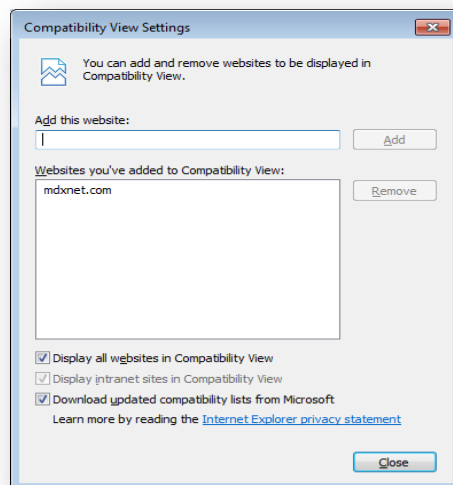 Compatibility View Settings
You can add and remove websites to be displayed in
Compatibility View.
Add this website:
Add
Websites you've added to Compatibility View:
mdxnet.com
Remove
Display all websites in Compatibility View
Display intranet sites in Compatibility View
Download updated compatibility lists from Microsoft
Learn more by reading the Internet Explorer privacy statement
Close